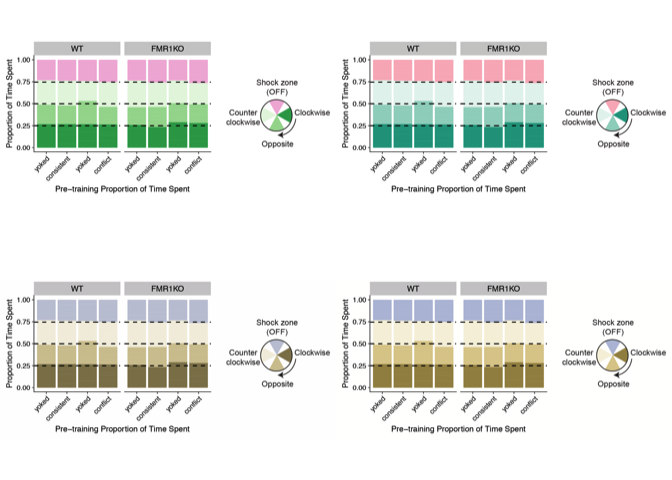 WT FMR1KO
Proportion of Time Spent
1.00
0.75
0.50
0.25
0.00
yoked consistent yoked conflict yoked consistent yoked conflict
Pre-training Proportion of Time Spent
Shock zone
(OFF)
Counter clockwise
Clockwise
Opposite
WT FMR1KO
Proportion of Time Spent
1.00
0.75
0.50
0.25
0.00
yoked consistent yoked conflict yoked consistent yoked conflict
Pre-training Proportion of Time Spent
Shock zone
(OFF)
Counter clockwise
Clockwise
Opposite
WT FMR1KO
Proportion of Time Spent
1.00
0.75
0.50
0.25
0.00
yoked consistent yoked conflict yoked consistent yoked conflict
Pre-training Proportion of Time Spent
Shock zone
(OFF)
Counter clockwise
Clockwise
Opposite
WT FMR1KO
Proportion of Time Spent
1.00
0.75
0.50
0.25
0.00
yoked consistent yoked conflict yoked consistent yoked conflict
Pre-training Proportion of Time Spent
Shock zone
(OFF)
Counter clockwise
Clockwise
Opposite